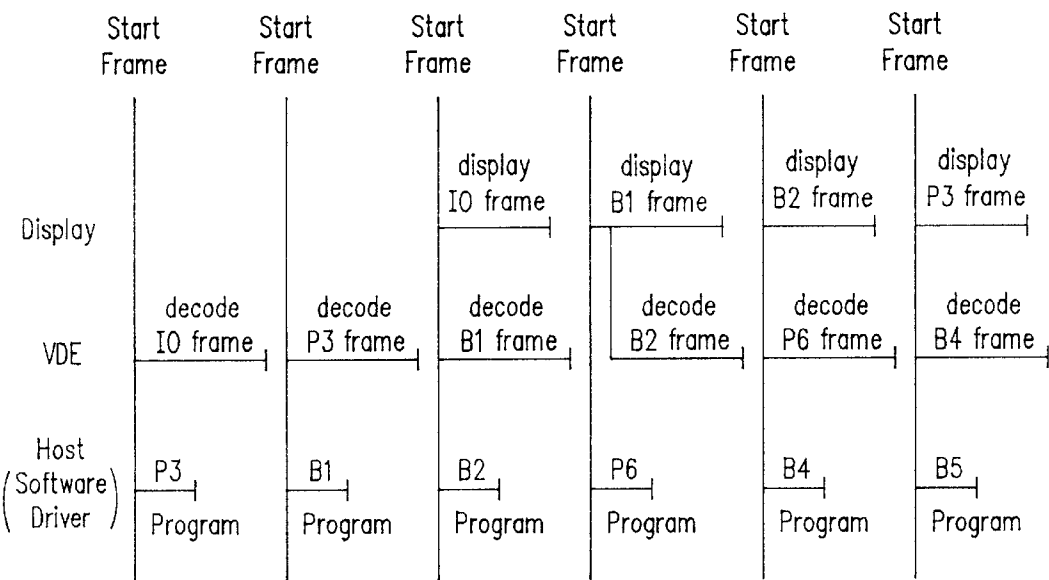 Start Start Start Start Start Start
Frame Frame Frame Frame Frame Frame
display display display display
IO frame B1 frame B2 frame P3 frame
Display
decode decode decode decode decode decode
IO frame P3 frame B1 frame B2 frame P6 frame B4 frame
VDE
Host
(Software)
Driver
P3 B1 B2 P6 B4 B5
Program Program Program Program Program Program